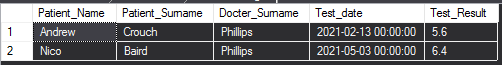 Patient_Name Patient_Surname Docter_Surname Test_date Test_Result
1 Andrew Crouch Phillips 2021-02-13 00:00:00 5.6
2 Nico Baird Phillips 2021-05-03 00:00:00 6.4